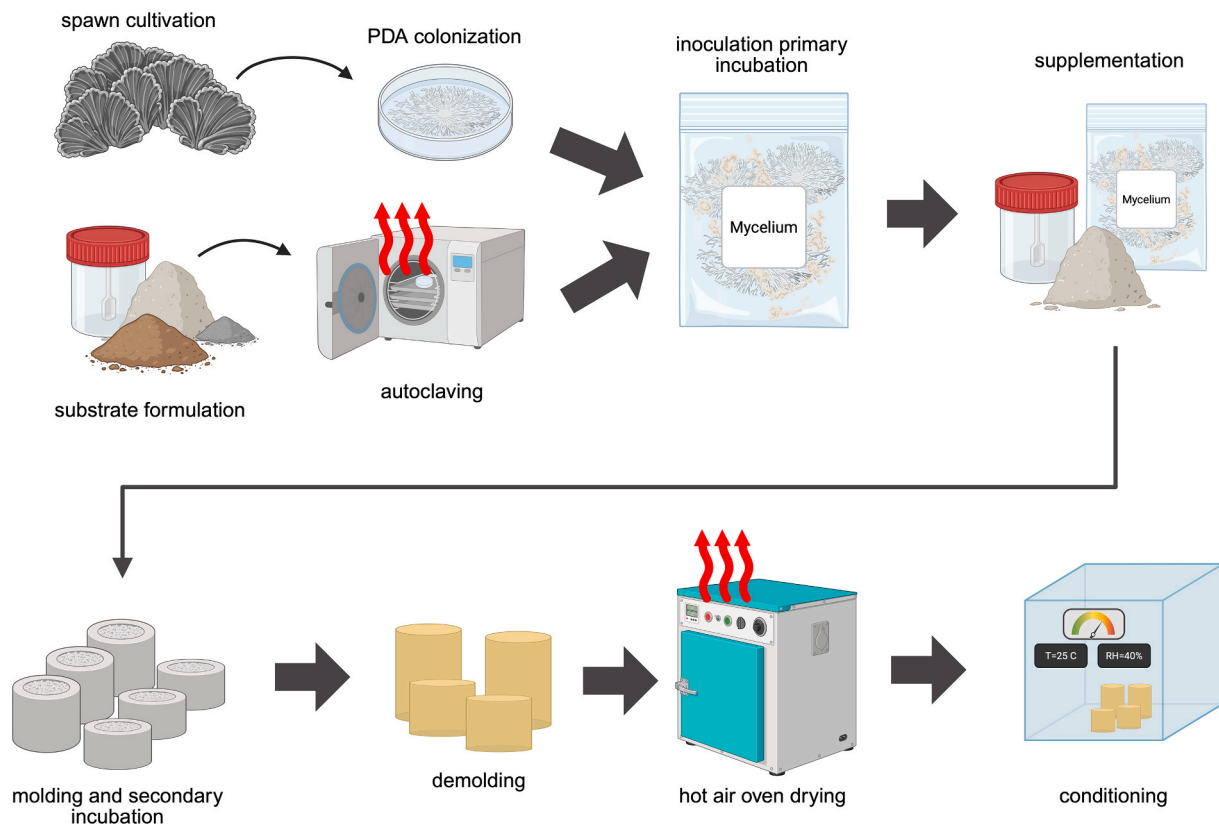 spawn cultivation
PDA colonization
inoculation primary
incubation
supplementation
Mycelium
Mycelium
substrate formulation
autoclaving
molding and secondary
incubation
demolding
hot air oven drying
T=25 C
RH=40%
conditioning